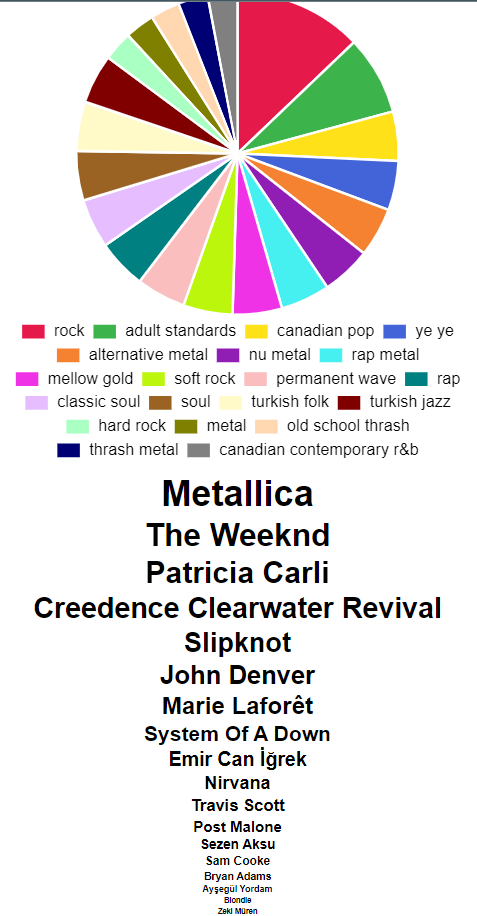 rock adult standards canadian pop ye ye
alternative metal nu metal rap metal
mellow gold soft rock permanent wave rap
classic soul soul turkish folk turkish jazz
hard rock metal old school thrash
thrash metal canadian contemporary r&b
Metallica
The Weeknd
Patricia Carli
Creedence Clearwater Revival
Slipknot
John Denver
Marie Laforêt
System Of A Down
Emir Can İğrek
Nirvana
Travis Scott
Post Malone
Sezen Aksu
Sam Cooke
Bryan Adams
Ayşegül Yordam
Blondie
Zeki Müren